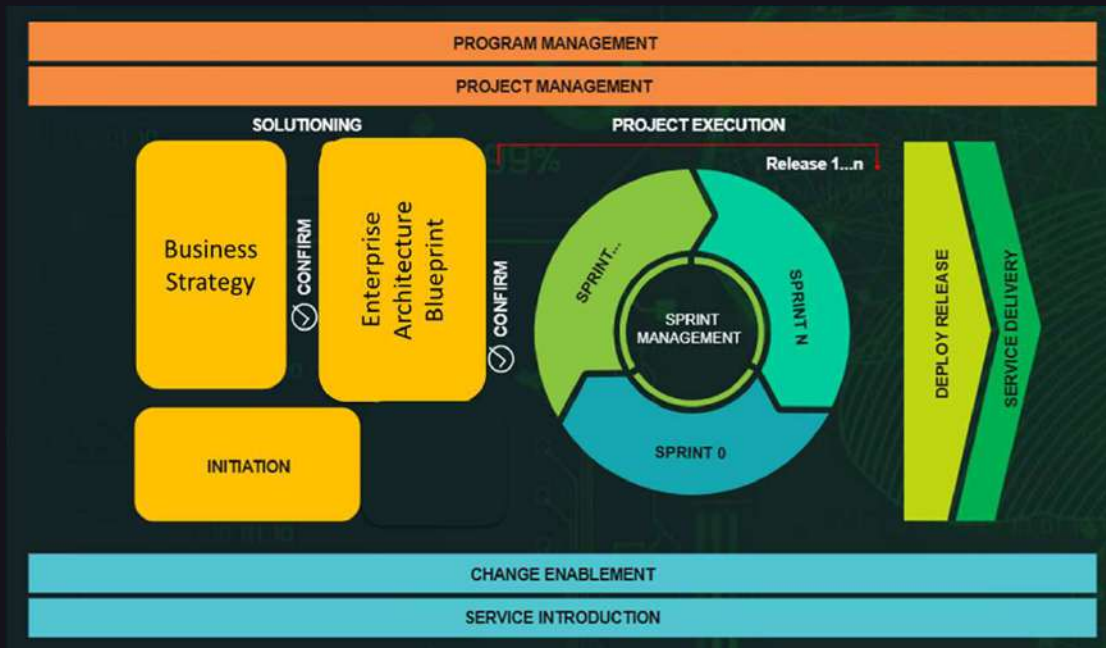 PROGRAM MANAGEMENT
PROJECT MANAGEMENT
SOLUTIONING
PROJECT EXECUTION
Release 1...n
Business
Strategy
CONFIRM
Enterprise
Architecture
Blueprint
CONFIRM
SPRINT...
SPRINT N
SPRINT
MANAGEMENT
SPRINT 0
DEPLOY RELEASE
SERVICE DELIVERY
INITIATION
CHANGE ENABLEMENT
SERVICE INTRODUCTION